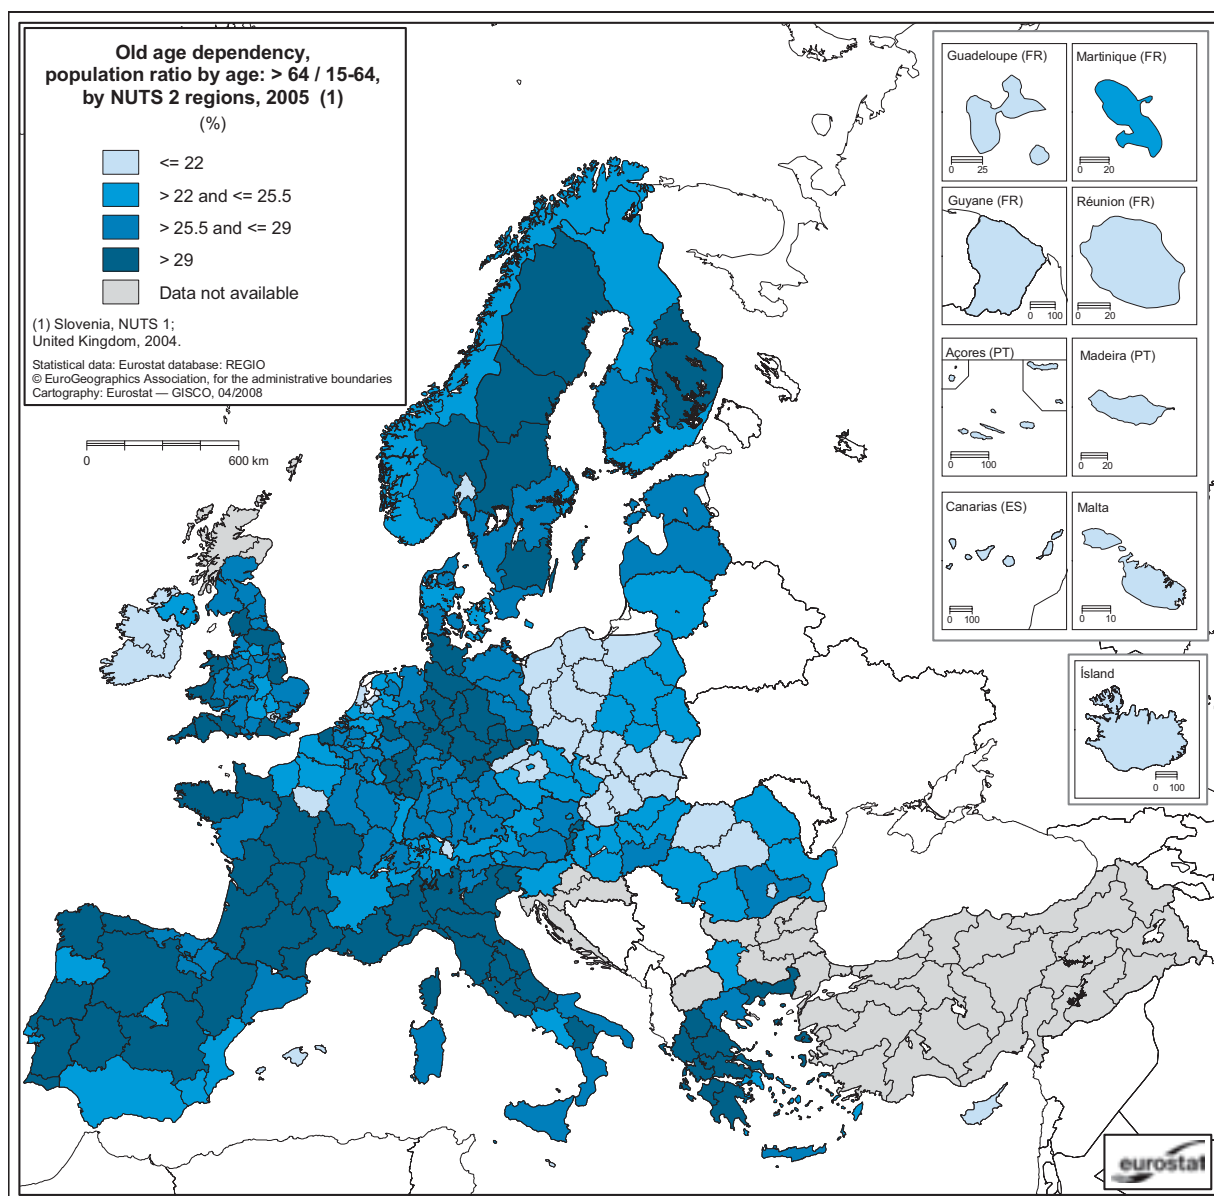 Old age dependency,
population ratio by age: > 64 / 15-64,
by NUTS 2 regions, 2005 (1)
(%)
<= 22
> 22 and <= 25.5
> 25.5 and <= 29
> 29
Data not available
(1) Slovenia, NUTS 1;
United Kingdom, 2004.
Statistical data: Eurostat database: REGIO
© EuroGeographics Association, for the administrative boundaries
Cartography: Eurostat — GISCO, 04/2008
0 600 km
Guadeloupe (FR)
0 25
Martinique (FR)
0 20
Guyane (FR)
0 100
Réunion (FR)
0 20
Açores (PT)
0 100
Madeira (PT)
0 20
Canarias (ES)
0 100
Malta
0 10
Ísland
0 100
eurostat